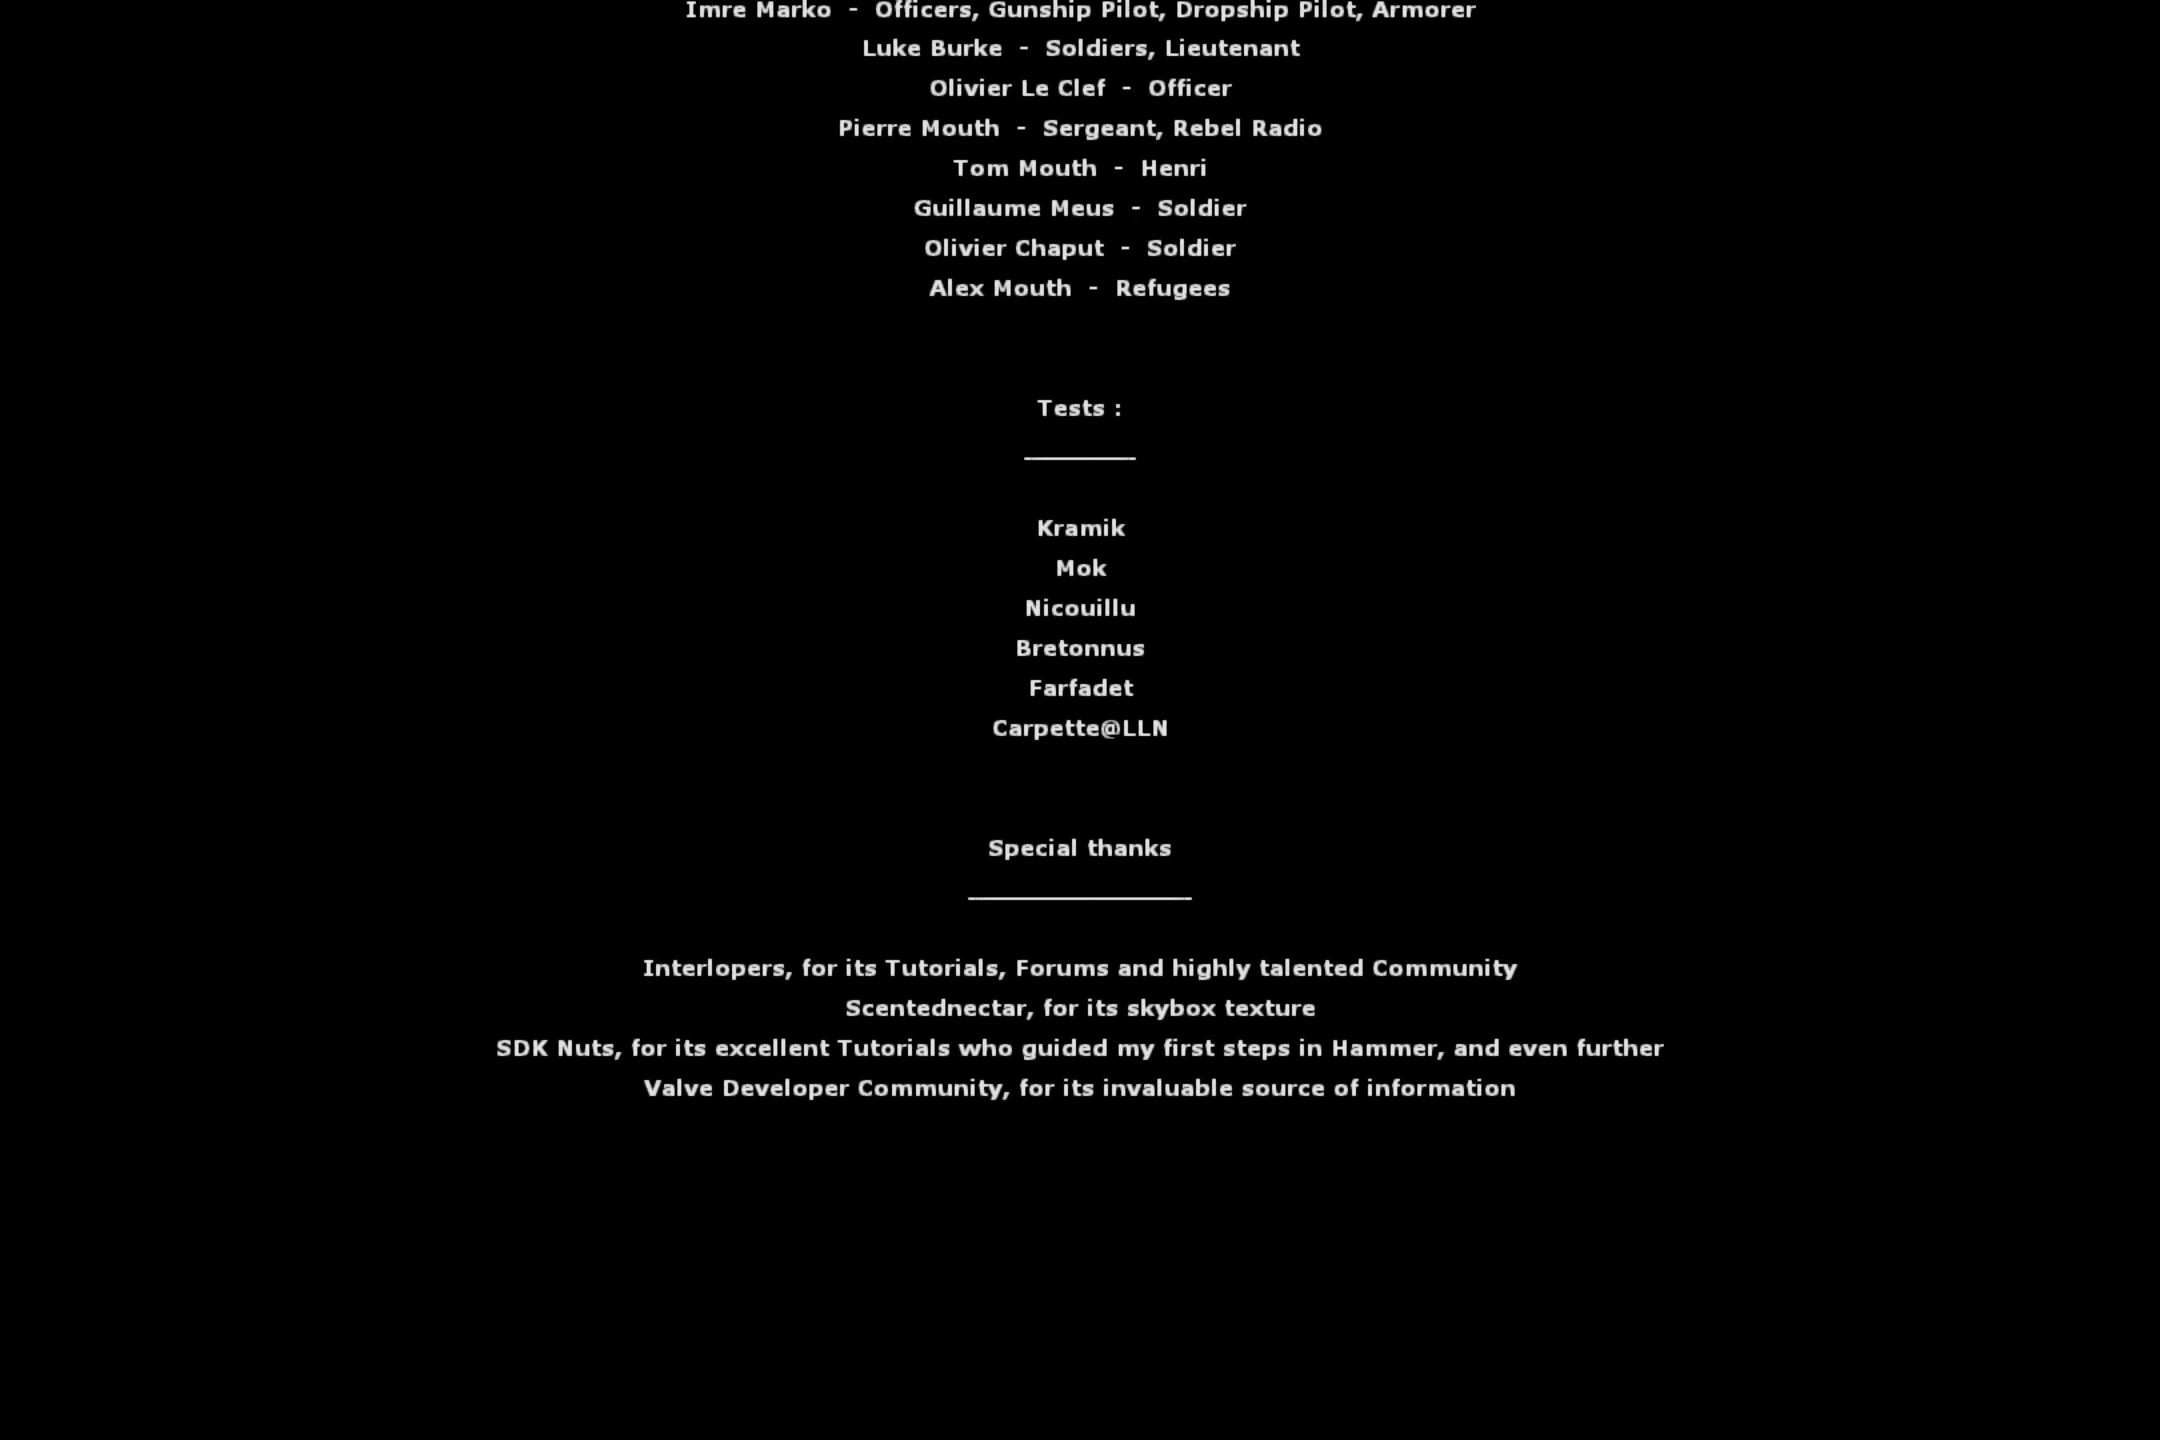 Imre Marko - Officers, Gunship Pilot, Dropship Pilot, Armorer
Luke Burke - Soldiers, Lieutenant
Olivier Le Clef - Officer
Pierre Mouth - Sergeant, Rebel Radio
Tom Mouth - Henri
Guillaume Meus - Soldier
Olivier Chaput - Soldier
Alex Mouth - Refugees
Tests :
Kramik
Mok
Nicouillu
Bretonnus
Farfadet
Carpette@LLN
Special thanks
Interlopers, for its Tutorials, Forums and highly talented Community
Scentednectar, for its skybox texture
SDK Nuts, for its excellent Tutorials who guided my first steps in Hammer, and even further
Valve Developer Community, for its invaluable source of information